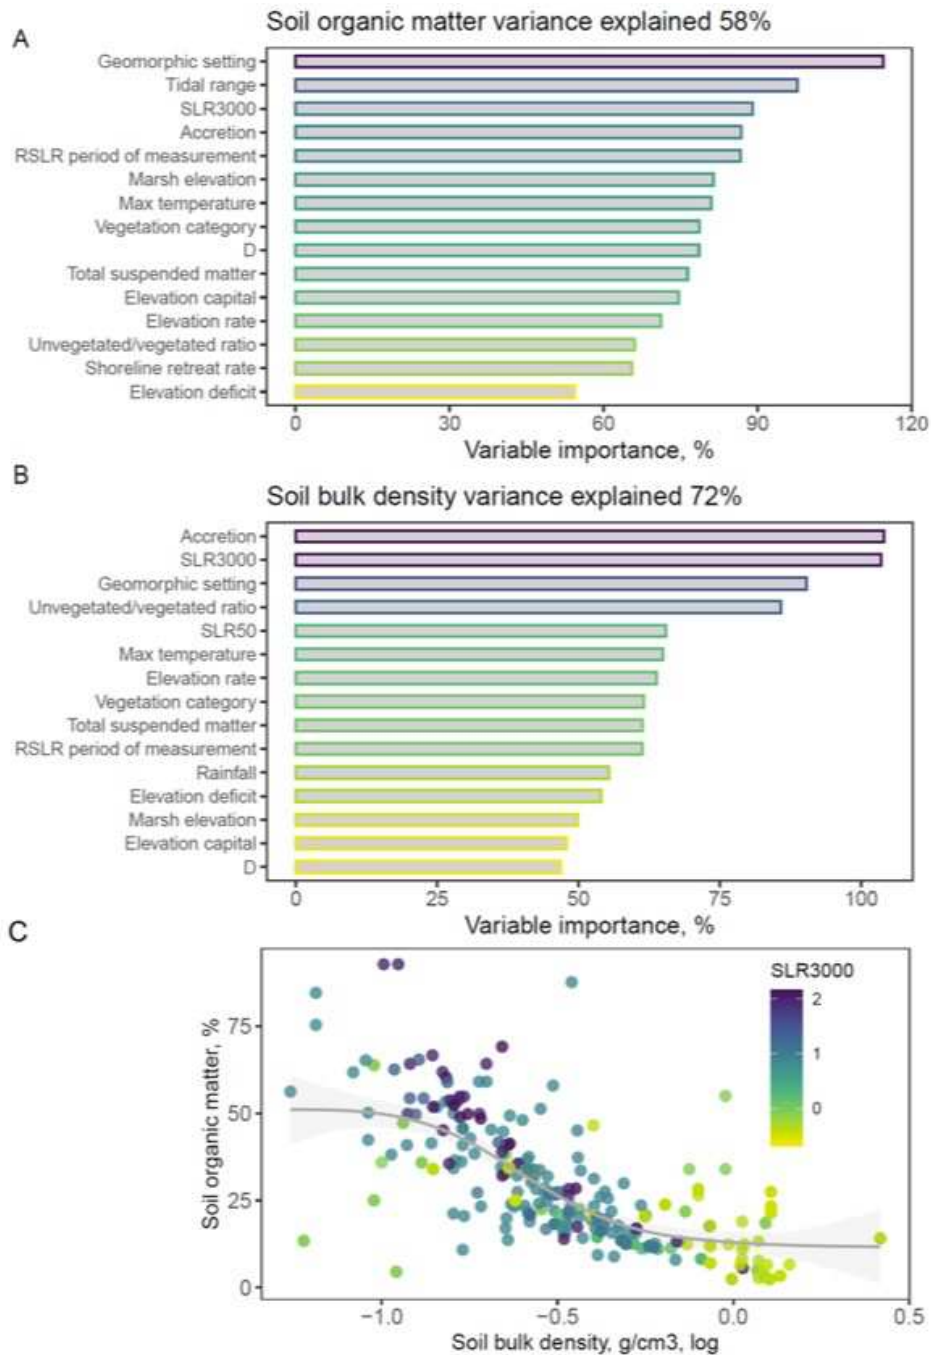 A
Soil organic matter variance explained 58%
Geomorphic setting
Tidal range
SLR3000
Accretion
RSLR period of measurement
Marsh elevation
Max temperature
Vegetation category
D
Total suspended matter
Elevation capital
Elevation rate
Unvegetated/vegetated ratio
Shoreline retreat rate
Elevation deficit
0 30 60 90 120
Variable importance, %
B
Soil bulk density variance explained 72%
Accretion
SLR3000
Geomorphic setting
Unvegetated/vegetated ratio
SLR50
Max temperature
Elevation rate
Vegetation category
Total suspended matter
RSLR period of measurement
Rainfall
Elevation deficit
Marsh elevation
Elevation capital
D
0 25 50 75 100
Variable importance, %
C
SLR3000
2
1
0
Soil organic matter, %
75
50
25
0
−1.0 −0.5 0.0 0.5
Soil bulk density, g/cm3, log